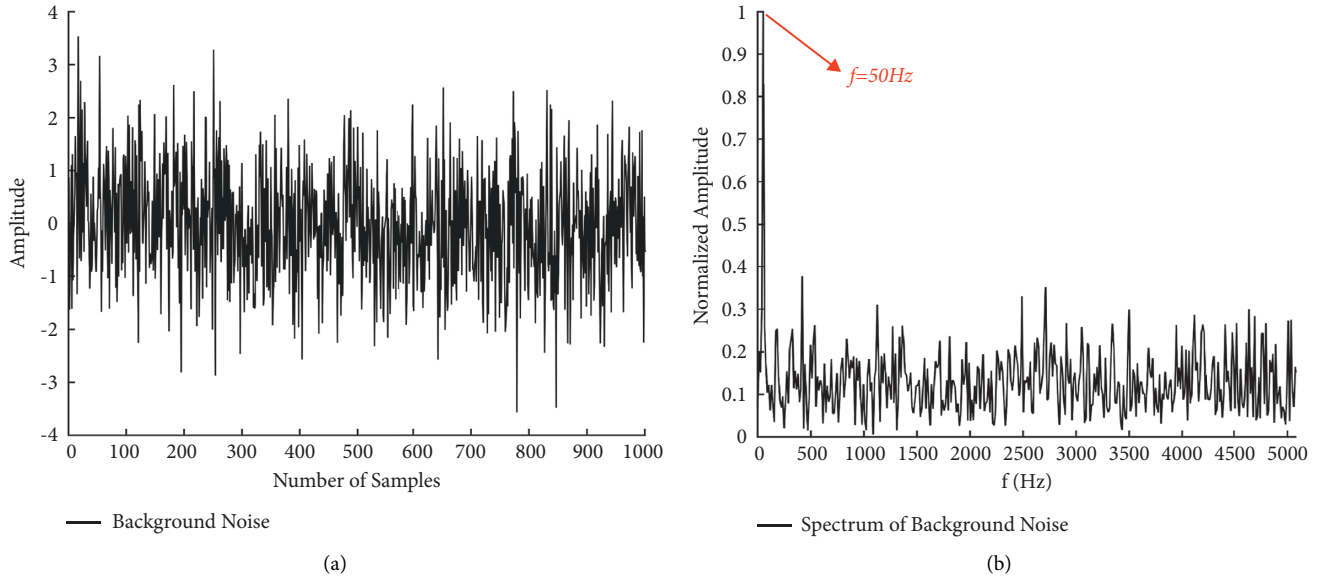 4
3
2
1
0
-1
-2
-3
-4
Amplitude
0 100 200 300 400 500 600 700 800 900 1000
Number of Samples
Background Noise
(a)
1
0.9
0.8
0.7
0.6
0.5
0.4
0.3
0.2
0.1
0
Normalized Amplitude
f=50Hz
0 500 1000 1500 2000 2500 3000 3500 4000 4500 5000
f (Hz)
Spectrum of Background Noise
(b)